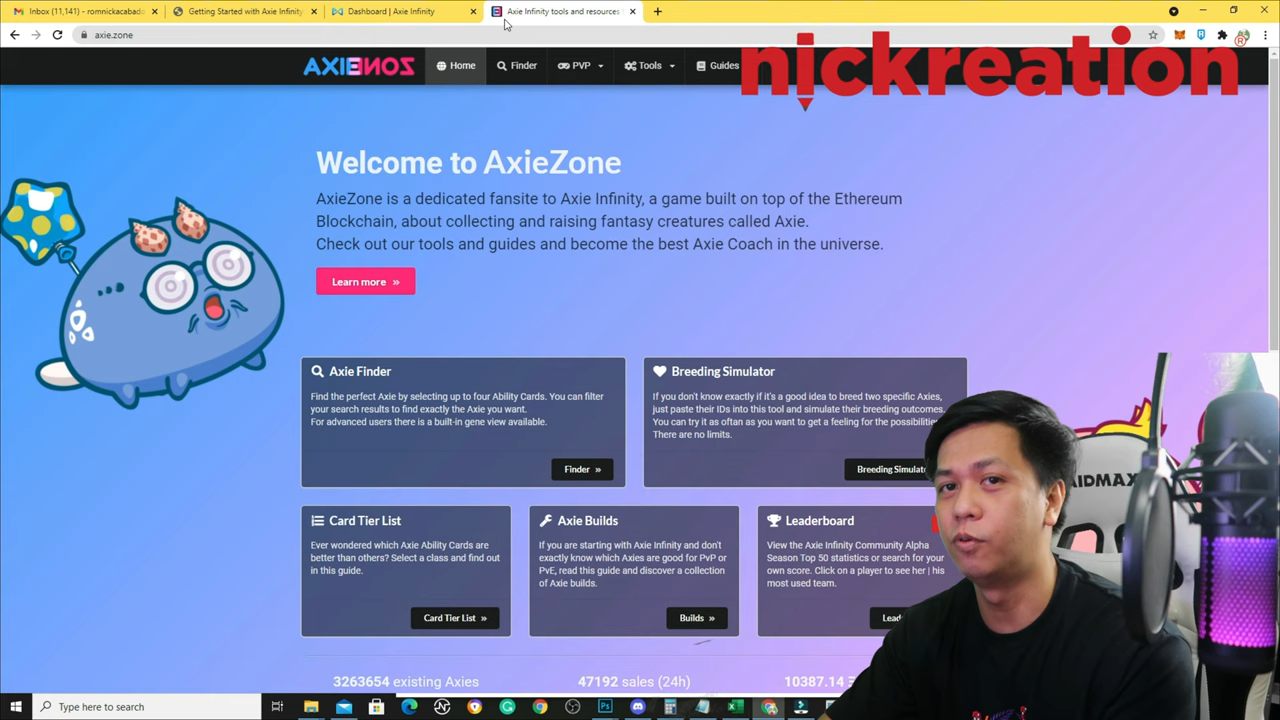 Inbox (11,141) - romnickacabado
Getting Started with Axie Infinity
Dashboard | Axie Infinity
Axie Infinity tools and resources
axie.zone
AXIE ZONE
Home
Finder
PVP
Tools
Guides
nickreation
Welcome to AxieZone
AxieZone is a dedicated fansite to Axie Infinity, a game built on top of the Ethereum
Blockchain, about collecting and raising fantasy creatures called Axie.
Check out our tools and guides and become the best Axie Coach in the universe.
Learn more »
Axie Finder
Find the perfect Axie by selecting up to four Ability Cards. You can filter
your search results to find exactly the Axie you want.
For advanced users there is a built-in gene view available.
Finder »
Breeding Simulator
If you don't know exactly if it's a good idea to breed two specific Axies,
just paste their IDs into this tool and simulate their breeding outcomes.
You can try it as oftan as you want to get a feeling for the possibilities.
There are no limits.
Breeding Simulato
Card Tier List
Ever wondered which Axie Ability Cards are
better than others? Select a class and find out
in this guide.
Card Tier List »
Axie Builds
If you are starting with Axie Infinity and don't
exactly know which Axies are good for PvP or
PvE, read this guide and discover a collection
of Axie builds.
Builds »
Leaderboard
View the Axie Infinity Community Alpha
Season Top 50 statistics or search for your
own score. Click on a player to see her | his
most used team.
Lea
AIDMAX
3263654 existing Axies
47192 sales (24h)
10387.14
Type here to search